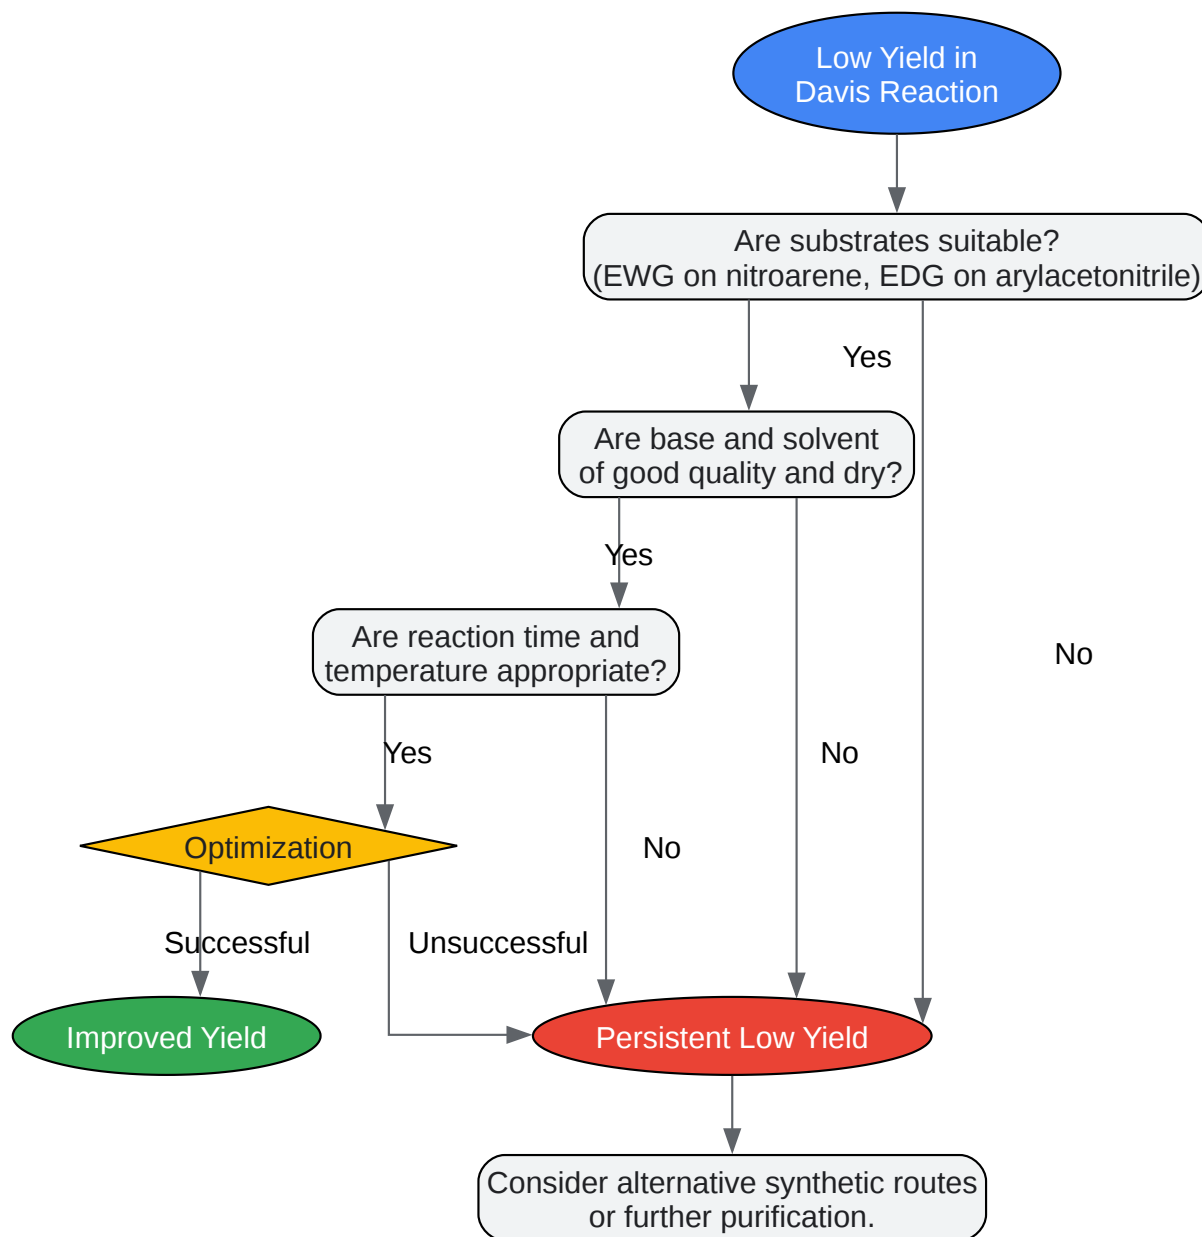 Low Yield in
Davis Reaction
Are substrates suitable?
(EWG on nitroarene, EDG on arylacetonitrile)
Yes
Are base and solvent
of good quality and dry?
Yes
Are reaction time and
temperature appropriate?
No
Yes
No
Optimization
No
Successful
Unsuccessful
Improved Yield
Persistent Low Yield
Consider alternative synthetic routes
or further purification.